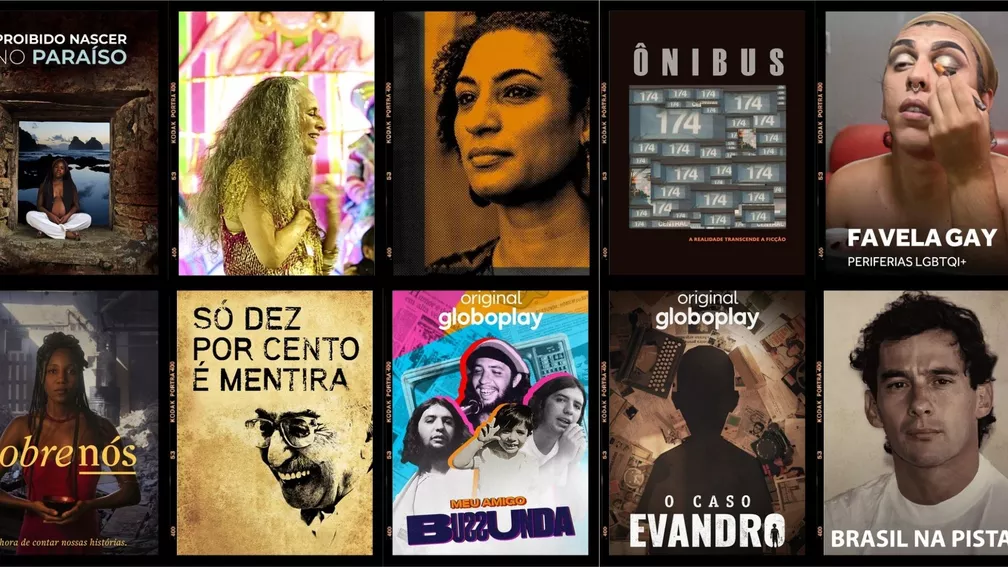 PROIBIDO NASCER
NO PARAÍSO
Maria
ÔNIBUS
174
A REALIDADE TRANSCENDE A FICÇÃO
FAVELA GAY
PERIFERIAS LGBTQI+
KODAK PORTRA 400
53
400
obre nós
hora de contar nossas histórias.
SÓ DEZ
POR CENTO
É MENTIRA
original
globoplay
MEU AMIGO
BUSSUNDA
original
globoplay
O CASO
EVANDRO
BRASIL NA PISTA